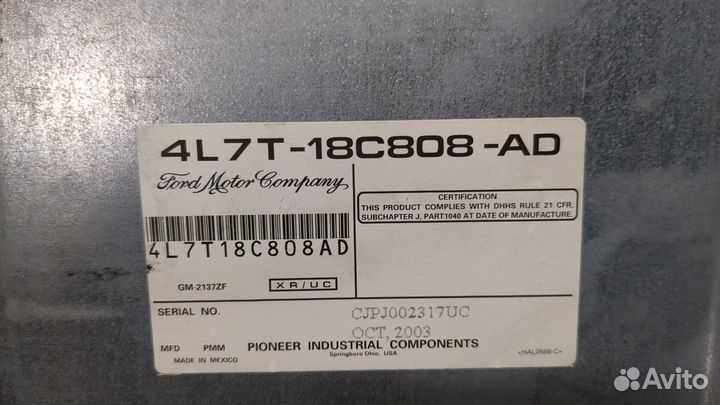 4L7T-18C808-AD
Ford Motor Company
CERTIFICATION
THIS PRODUCT COMPLIES WITH DHHS RULE 21 CFR,
SUBCHAPTER J, PART1040 AT DATE OF MANUFACTURE.
4L7T18C808AD
GM-2137ZF
XR/UC
SERIAL NO.
CJPJ002317UC
OCT, 2003
MFD PMM
PIONEER INDUSTRIAL COMPONENTS
MADE IN MEXICO
Springboro Ohio, USA
<HAL0586-C>
Avito